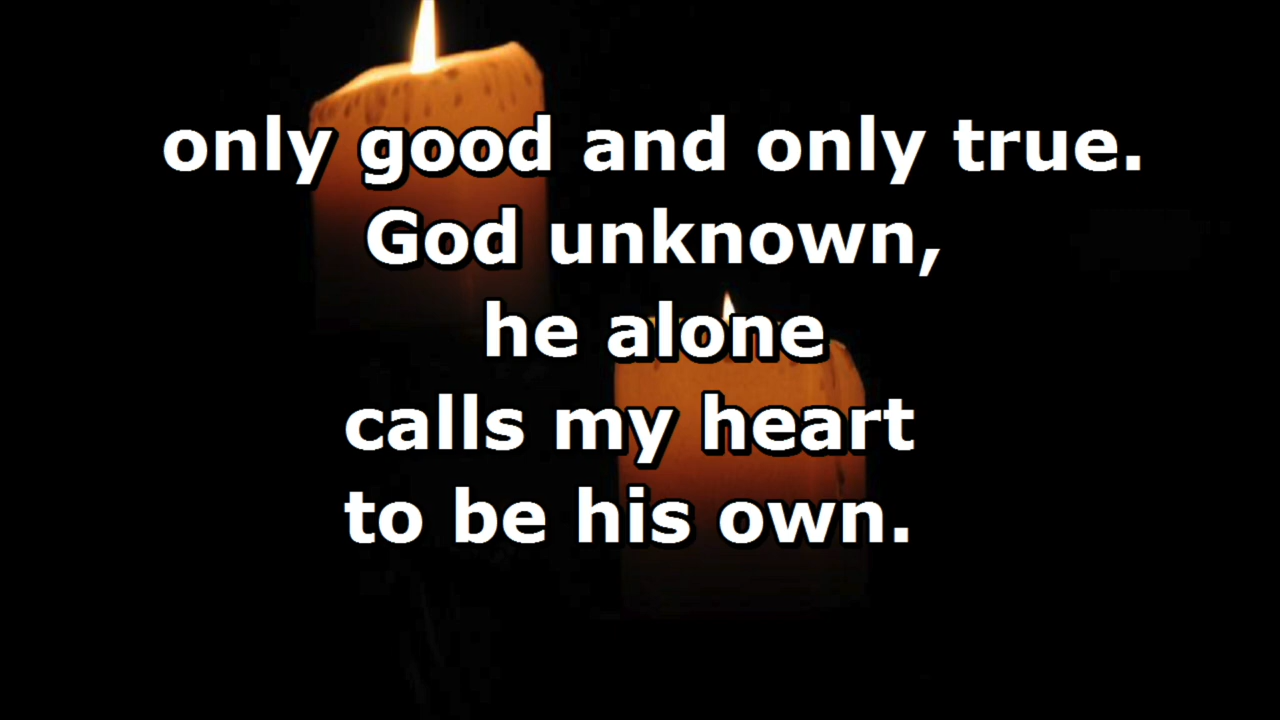 only good and only true.
God unknown,
he alone
calls my heart
to be his own.